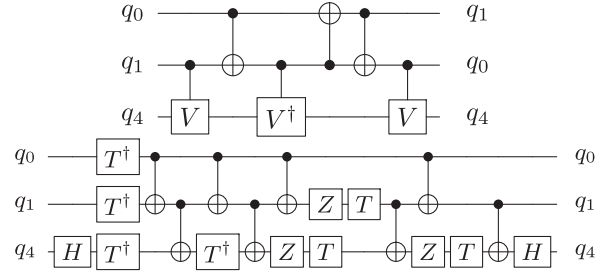 q₀ q₁
q₁ q₀
q₄ V V† V q₄
q₀ T† q₀
q₁ T† Z T q₁
q₄ H T† T† Z T Z T H q₄